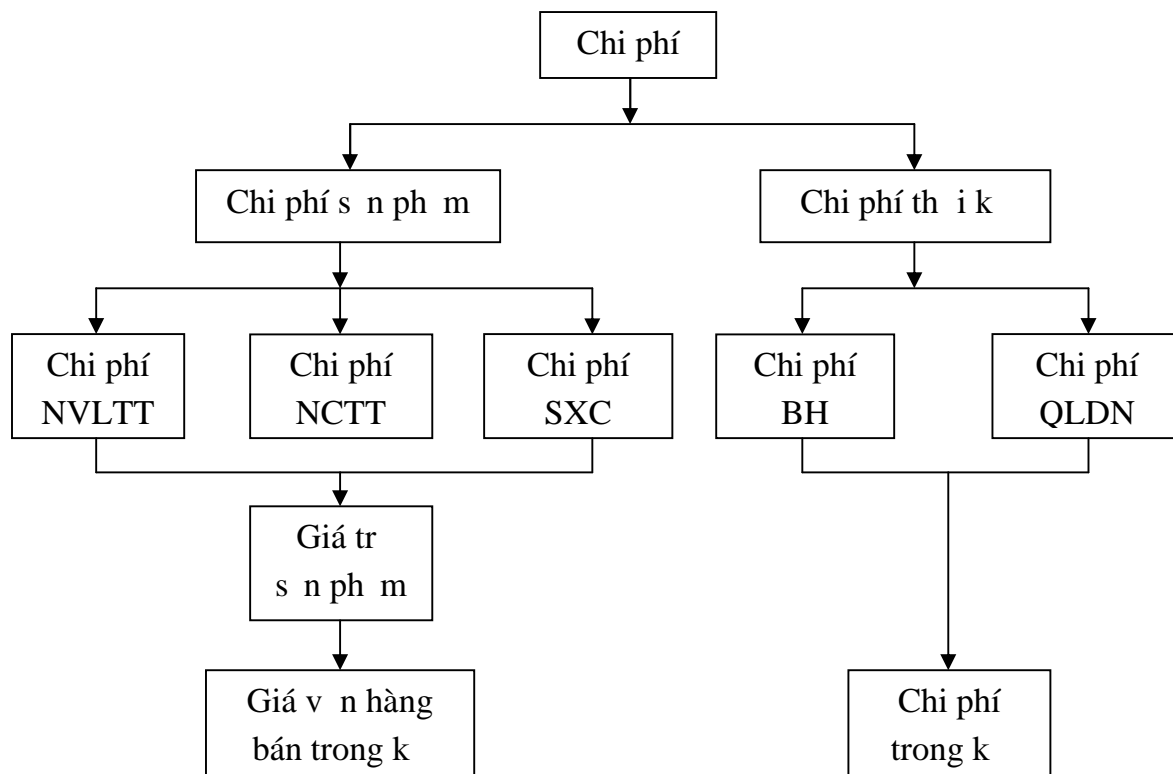 Chi phí
Chi phí s n ph m
Chi phí th i k
Chi phí
NVLTT
Chi phí
NCTT
Chi phí
SXC
Chi phí
BH
Chi phí
QLDN
Giá tr
s n ph m
Giá v n hàng
bán trong k
Chi phí
trong k